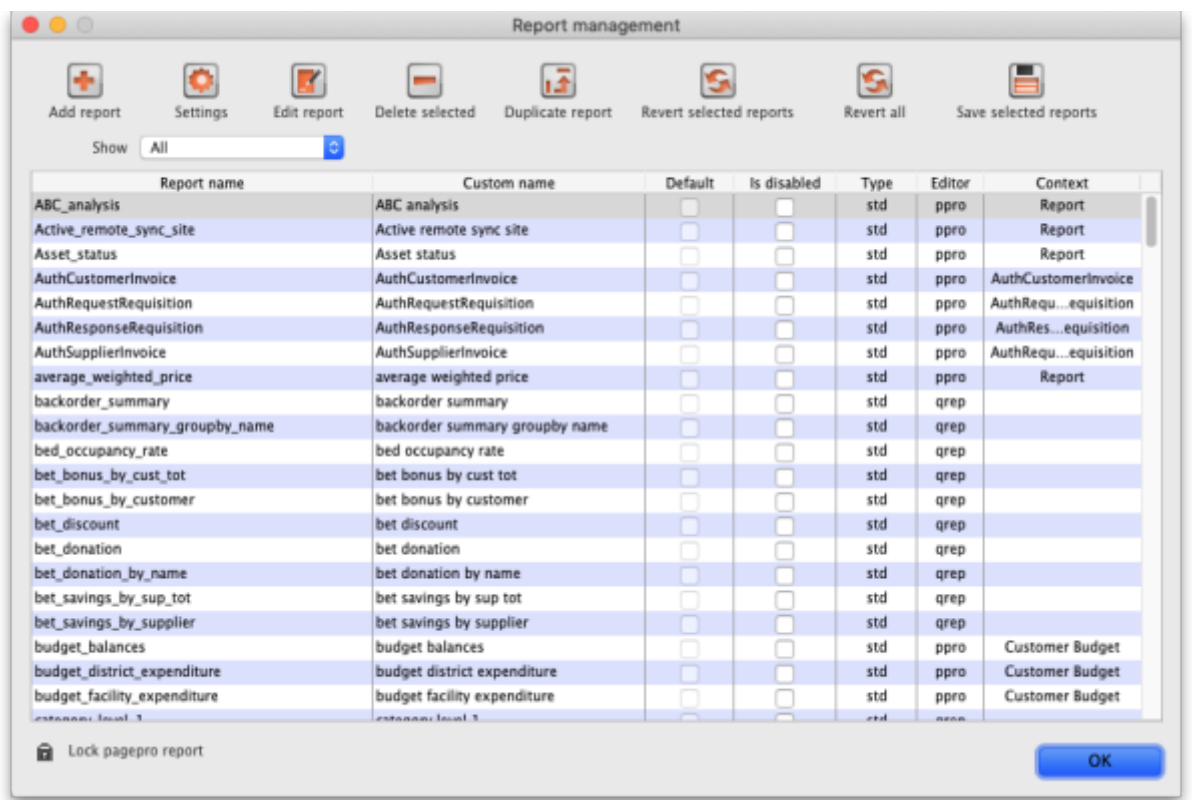 Report management
Add report Settings Edit report Delete selected Duplicate report Revert selected reports Revert all Save selected reports
Show All
Report name Custom name Default Is disabled Type Editor Context
ABC_analysis ABC analysis std ppro Report
Active_remote_sync_site Active remote sync site std ppro Report
Asset_status Asset status std ppro Report
AuthCustomerInvoice AuthCustomerInvoice std ppro AuthCustomerInvoice
AuthRequestRequisition AuthRequestRequisition std ppro AuthRequ...equisition
AuthResponseRequisition AuthResponseRequisition std ppro AuthRes...equisition
AuthSupplierInvoice AuthSupplierInvoice std ppro AuthRequ...equisition
average_weighted_price average weighted price std ppro Report
backorder_summary backorder summary std qrep
backorder_summary_groupby_name backorder summary groupby name std qrep
bed_occupancy_rate bed occupancy rate std qrep
bet_bonus_by_cust_tot bet bonus by cust tot std qrep
bet_bonus_by_customer bet bonus by customer std qrep
bet_discount bet discount std qrep
bet_donation bet donation std qrep
bet_donation_by_name bet donation by name std qrep
bet_savings_by_sup_tot bet savings by sup tot std qrep
bet_savings_by_supplier bet savings by supplier std qrep
budget_balances budget balances std ppro Customer Budget
budget_district_expenditure budget district expenditure std ppro Customer Budget
budget_facility_expenditure budget facility expenditure std ppro Customer Budget
category_level_1 category level 1 std qrep
Lock pagepro report
OK